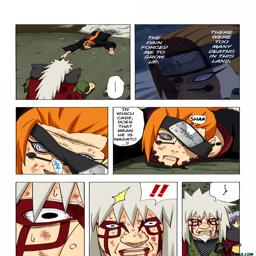 THERE
WERE
TOO
MANY
DEATHS
IN THIS
LAND.
THE
PAIN
FORCED
ME TO
GROW
UP.
!
SHAA
IN
WHICH
CASE,
DOES
THAT
MEAN
HE IS
NAGATO
!!